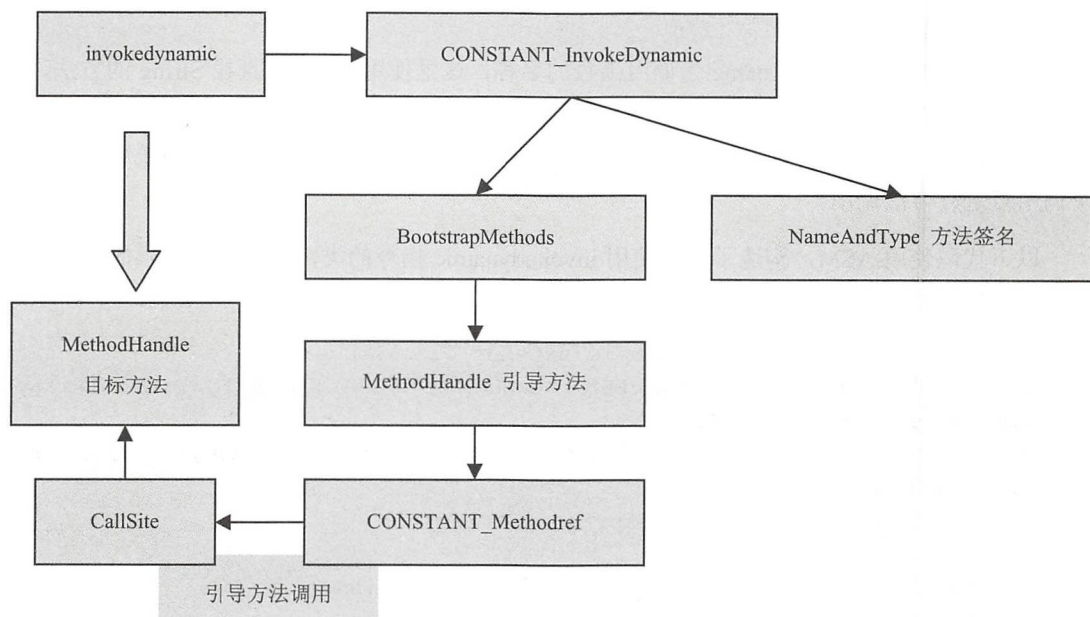 invokedynamic
CONSTANT_InvokeDynamic
BootstrapMethods
NameAndType 方法签名
MethodHandle
目标方法
MethodHandle 引导方法
CallSite
CONSTANT_Methodref
引导方法调用